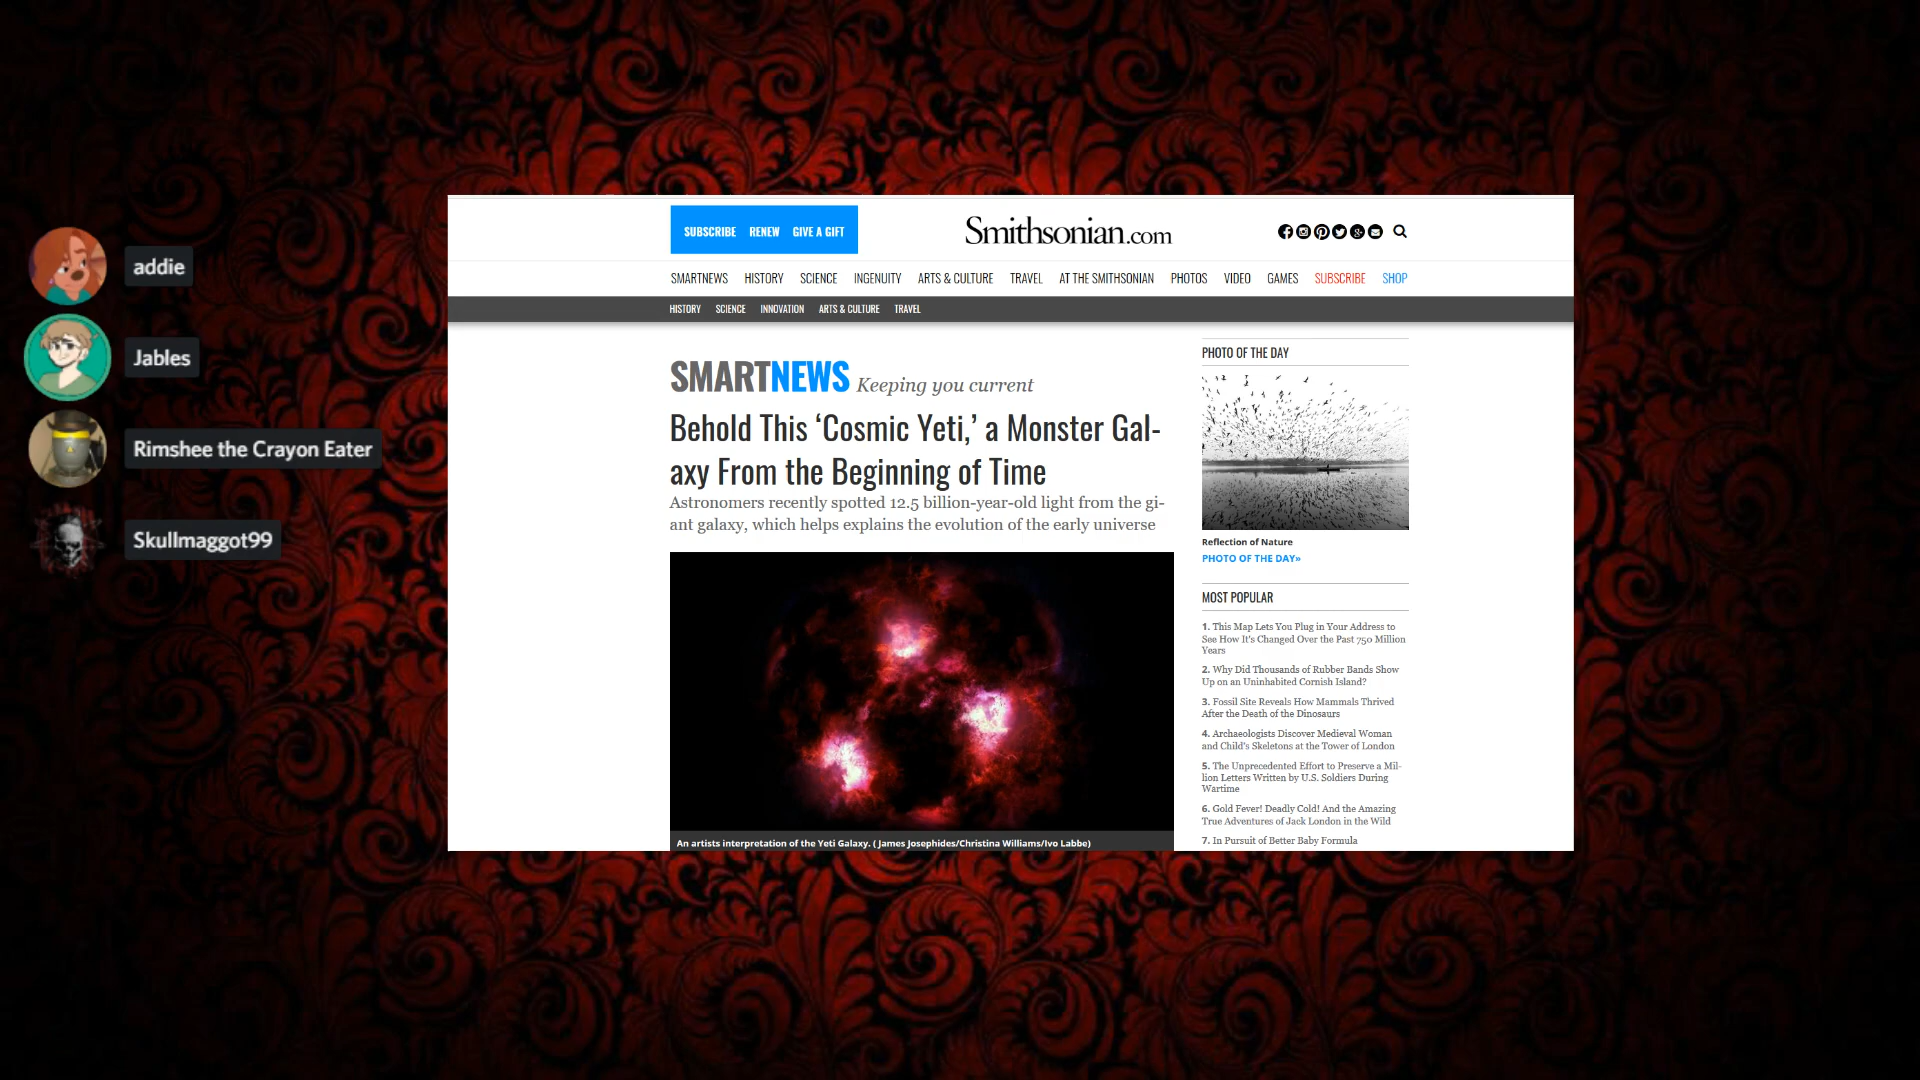 addie
Jables
Rimshee the Crayon Eater
Skullmaggot99
SUBSCRIBE RENEW GIVE A GIFT
Smithsonian.com
SMARTNEWS HISTORY SCIENCE INGENUITY ARTS & CULTURE TRAVEL AT THE SMITHSONIAN PHOTOS VIDEO GAMES SUBSCRIBE SHOP
HISTORY SCIENCE INNOVATION ARTS & CULTURE TRAVEL
SMARTNEWS Keeping you current
Behold This ‘Cosmic Yeti,’ a Monster Gal-
axy From the Beginning of Time
Astronomers recently spotted 12.5 billion-year-old light from the gi-
ant galaxy, which helps explains the evolution of the early universe
An artists interpretation of the Yeti Galaxy. ( James Josephides/Christina Williams/Ivo Labbe)
PHOTO OF THE DAY
Reflection of Nature
PHOTO OF THE DAY»
MOST POPULAR
1. This Map Lets You Plug in Your Address to
See How It's Changed Over the Past 750 Million
Years
2. Why Did Thousands of Rubber Bands Show
Up on an Uninhabited Cornish Island?
3. Fossil Site Reveals How Mammals Thrived
After the Death of the Dinosaurs
4. Archaeologists Discover Medieval Woman
and Child's Skeletons at the Tower of London
5. The Unprecedented Effort to Preserve a Mil-
lion Letters Written by U.S. Soldiers During
Wartime
6. Gold Fever! Deadly Cold! And the Amazing
True Adventures of Jack London in the Wild
7. In Pursuit of Better Baby Formula